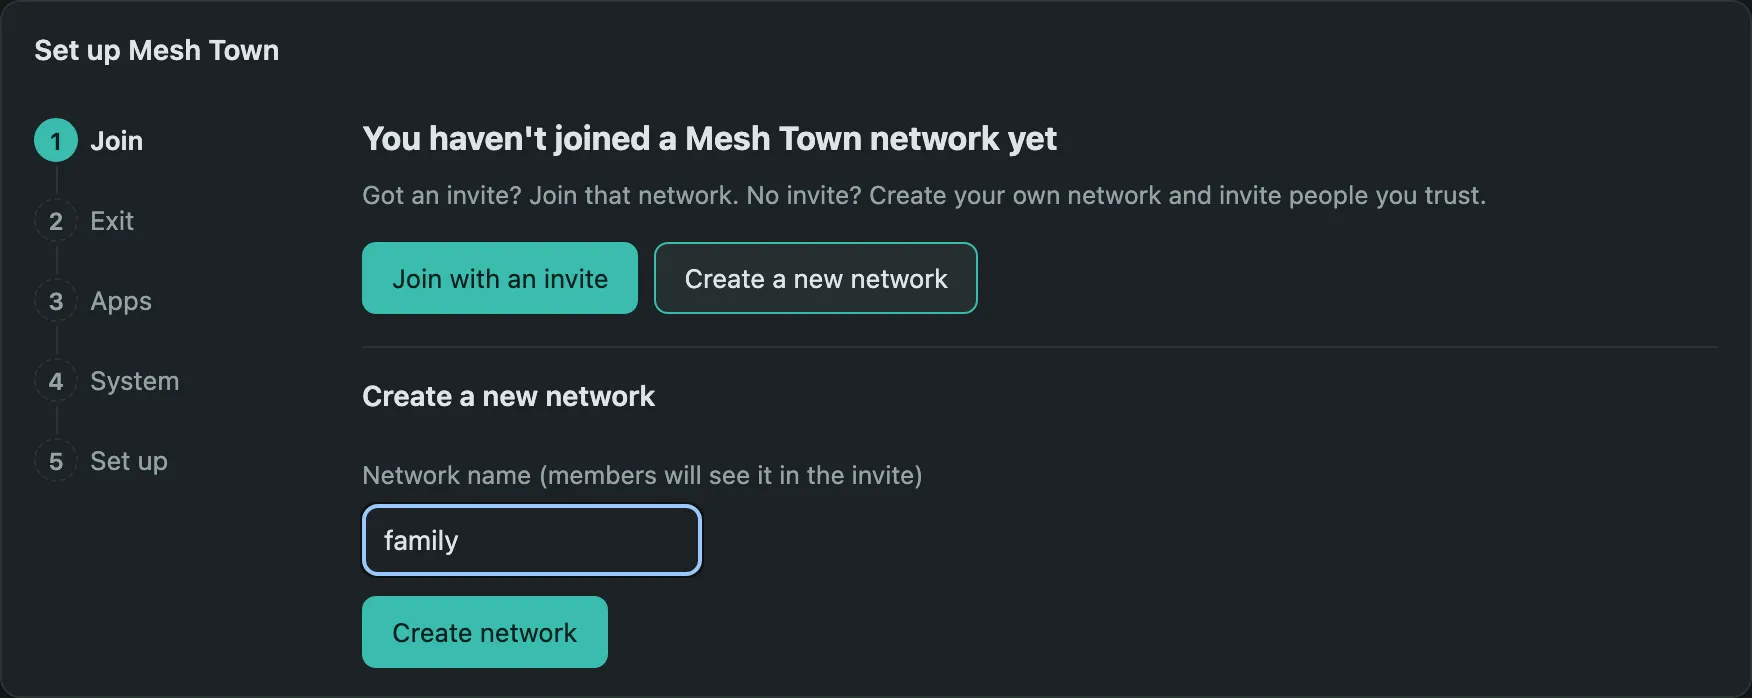 Set up Mesh Town
1 Join
2 Exit
3 Apps
4 System
5 Set up
You haven't joined a Mesh Town network yet
Got an invite? Join that network. No invite? Create your own network and invite people you trust.
Join with an invite
Create a new network
Create a new network
Network name (members will see it in the invite)
family
Create network